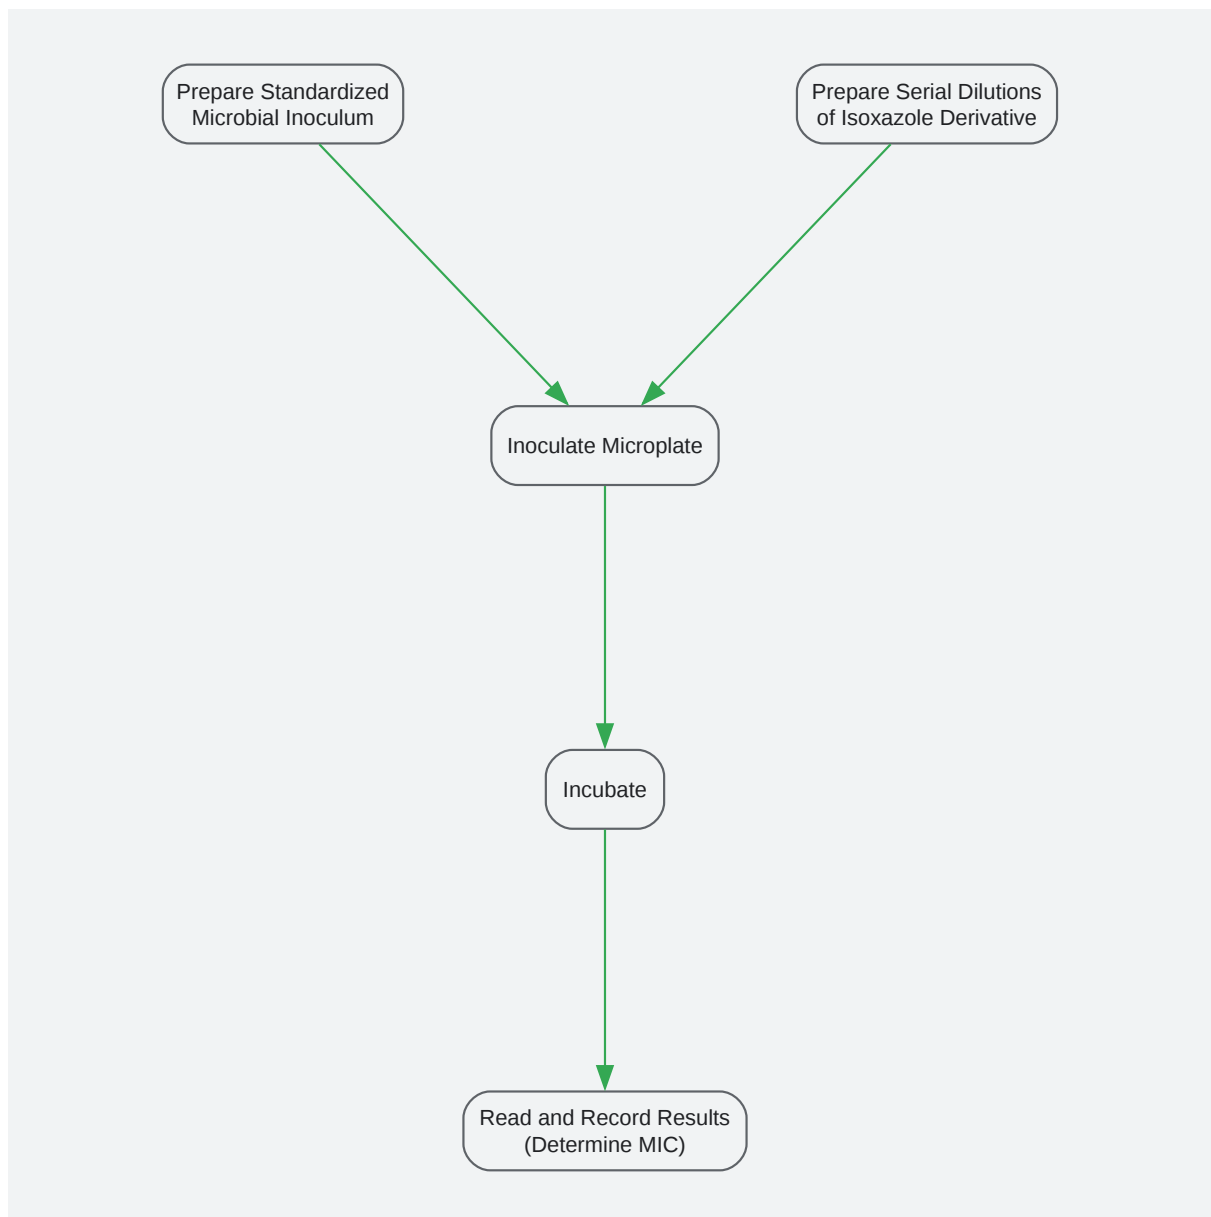 Prepare Standardized
Microbial Inoculum
Prepare Serial Dilutions
of Isoxazole Derivative
Inoculate Microplate
Incubate
Read and Record Results
(Determine MIC)